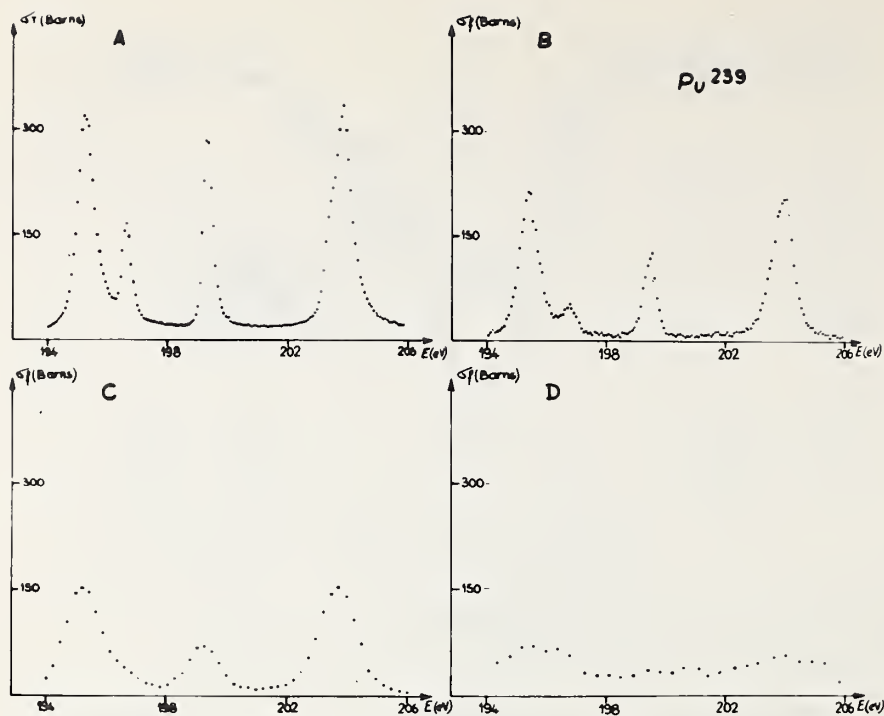 σT (Barns)
A
300
150
194
198
202
206
E(eV)
σf (Barns)
B
Pu 239
300
150
194
198
202
206
E(eV)
σf (Barns)
C
300
150
194
198
202
206
E(eV)
σf (Barns)
D
300
150
194
198
202
206
E(eV)